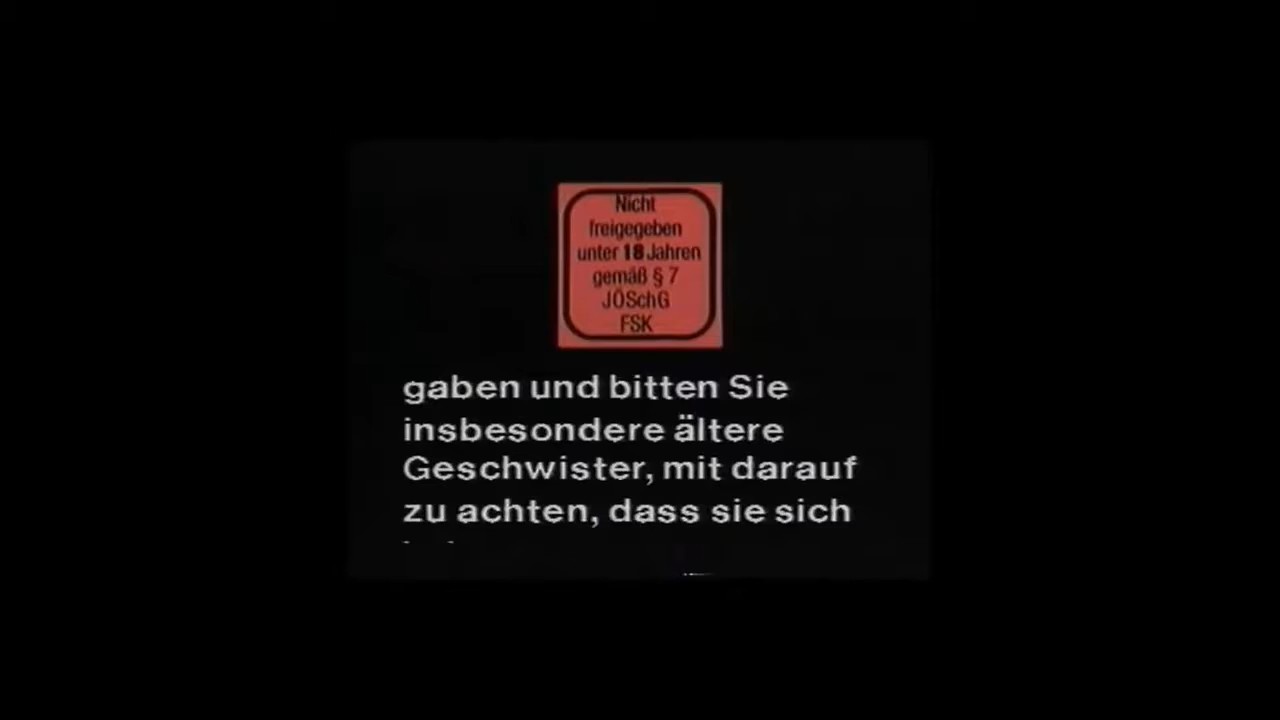 Nicht
freigegeben
unter 18 Jahren
gemäß § 7
JÖSchG
FSK
gaben und bitten Sie
insbesondere ältere
Geschwister, mit darauf
zu achten, dass sie sich